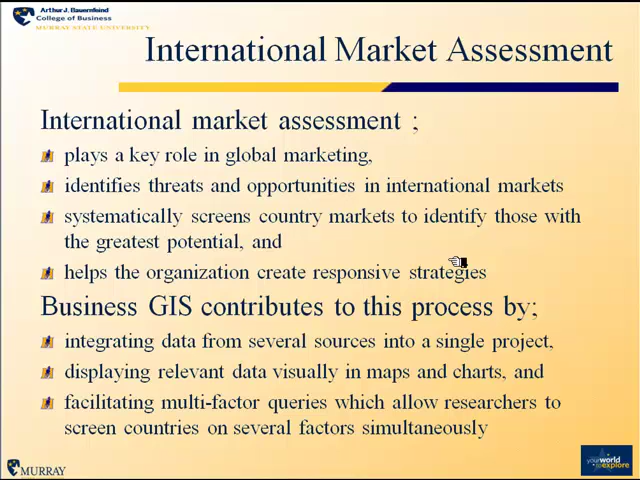 Arthur J. Bauernfeind
College of Business
MURRAY STATE UNIVERSITY
International Market Assessment
International market assessment ;
plays a key role in global marketing,
identifies threats and opportunities in international markets
systematically screens country markets to identify those with
the greatest potential, and
helps the organization create responsive strategies
Business GIS contributes to this process by;
integrating data from several sources into a single project,
displaying relevant data visually in maps and charts, and
facilitating multi-factor queries which allow researchers to
screen countries on several factors simultaneously
MURRAY
yourworld
to explore